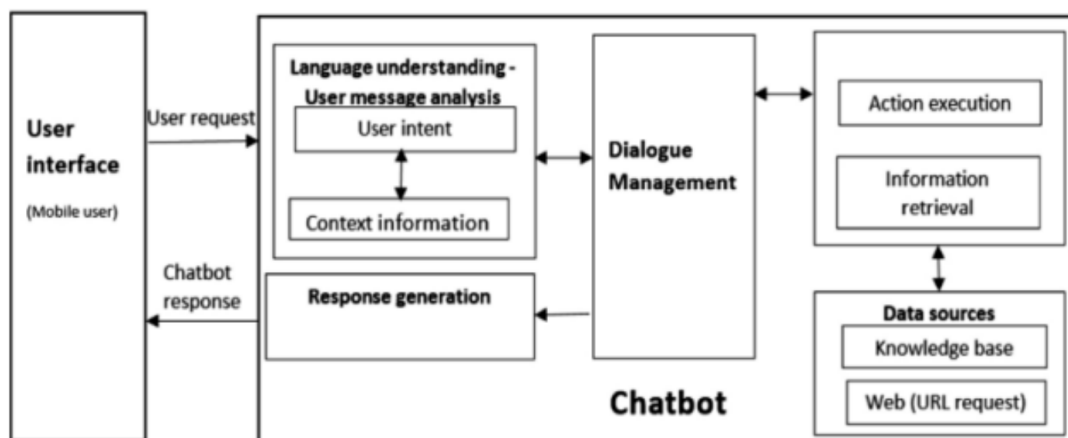 User
interface
(Mobile user)
User request
Chatbot
response
Language understanding -
User message analysis
User intent
Context information
Response generation
Dialogue
Management
Action execution
Information
retrieval
Data sources
Knowledge base
Web (URL request)
Chatbot